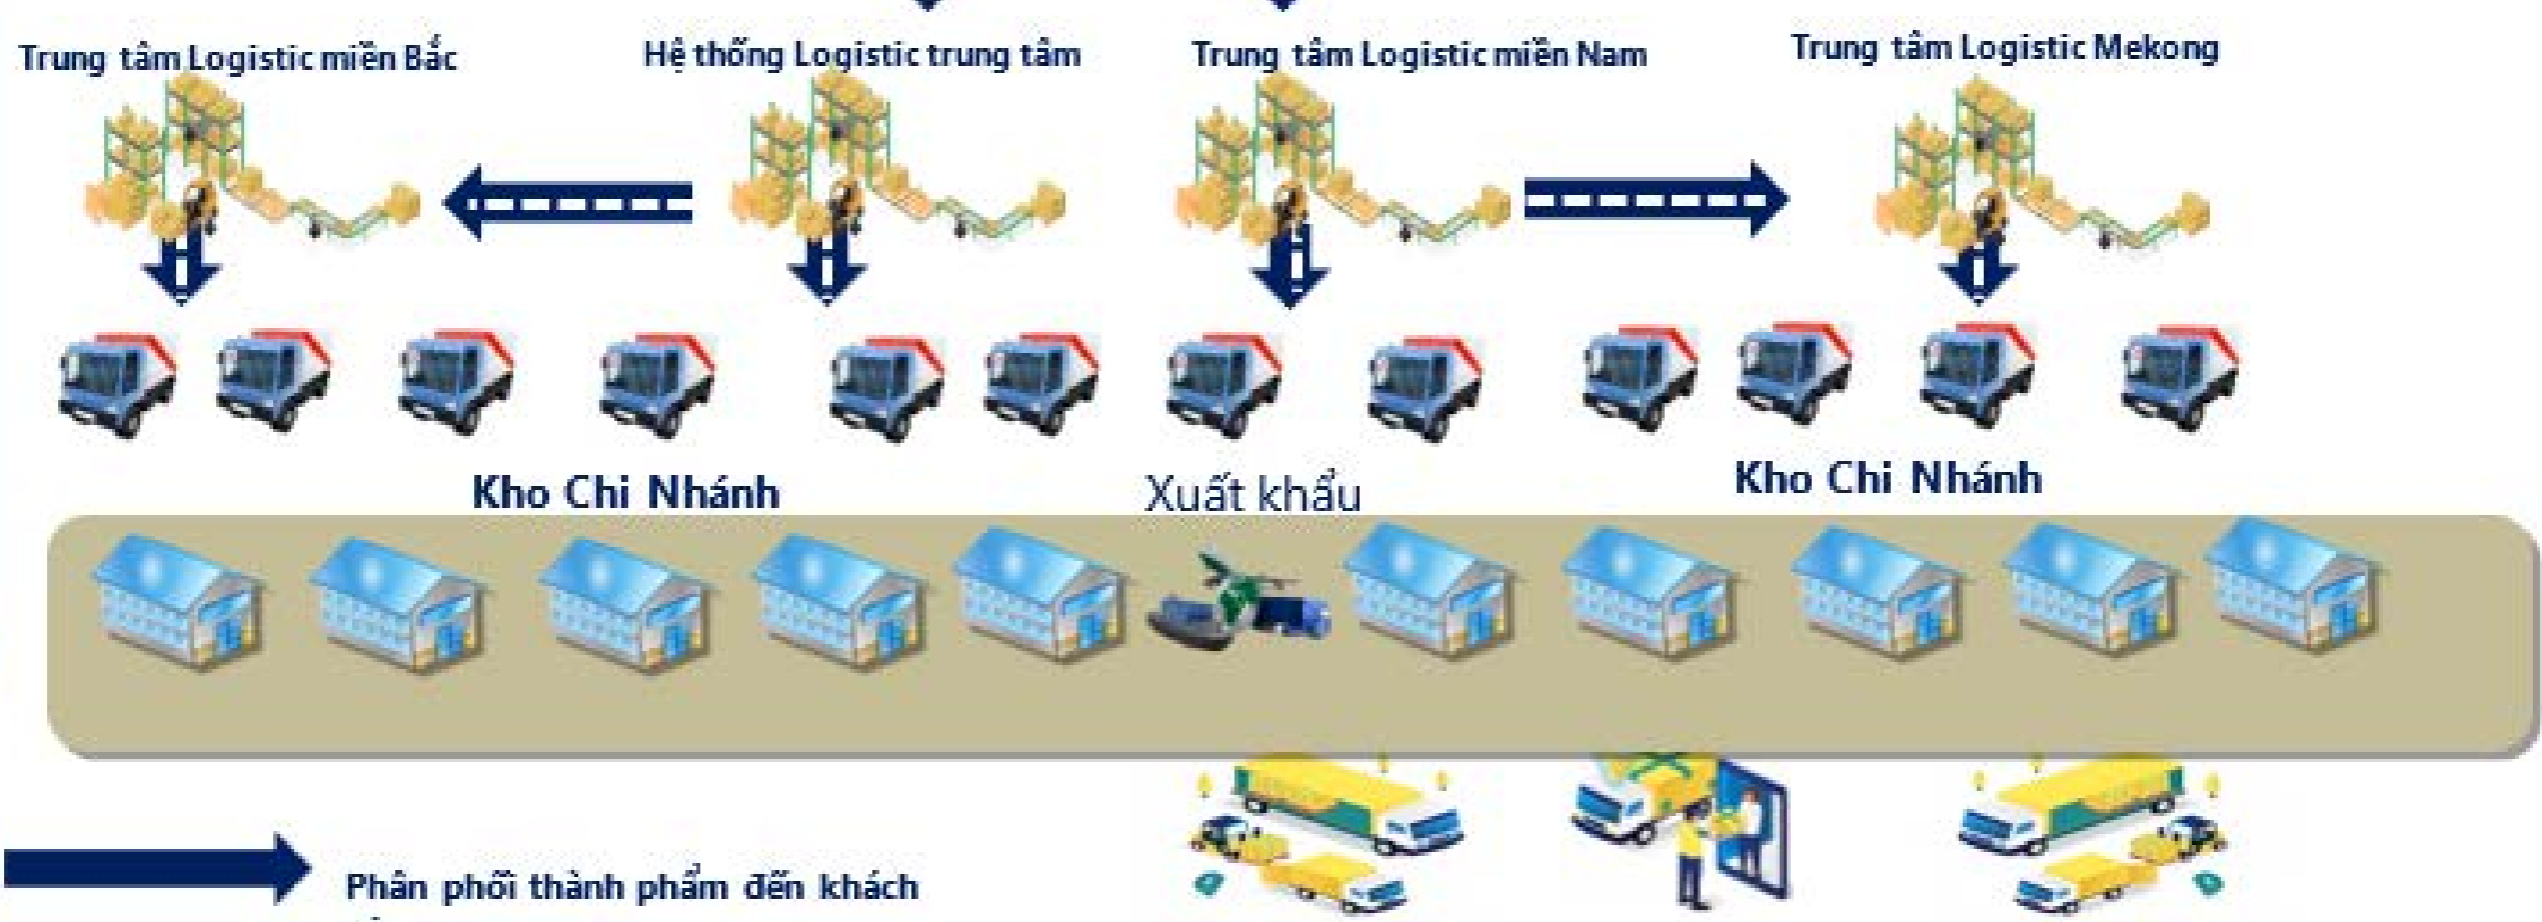 Trung tâm Logistic miền Bắc
Hệ thống Logistic trung tâm
Trung tâm Logistic miền Nam
Trung tâm Logistic Mekong
Kho Chi Nhánh
Xuất khẩu
Kho Chi Nhánh
Phân phối thành phẩm đến khách